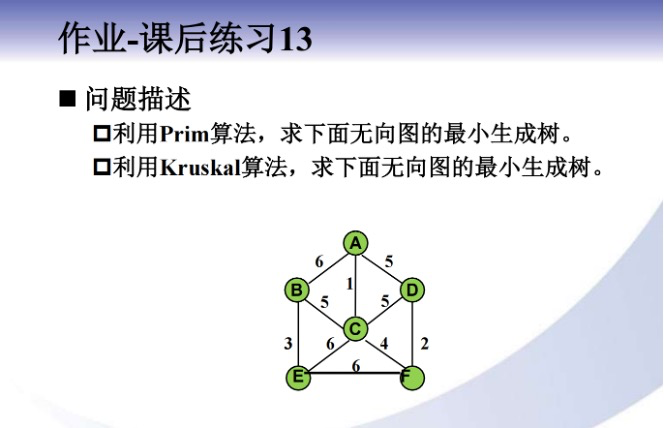 作业-课后练习13
问题描述
利用Prim算法，求下面无向图的最小生成树。
利用Kruskal算法，求下面无向图的最小生成树。
A
6 5
B 1 D
5 5
C
3 6 4 2
6
E F